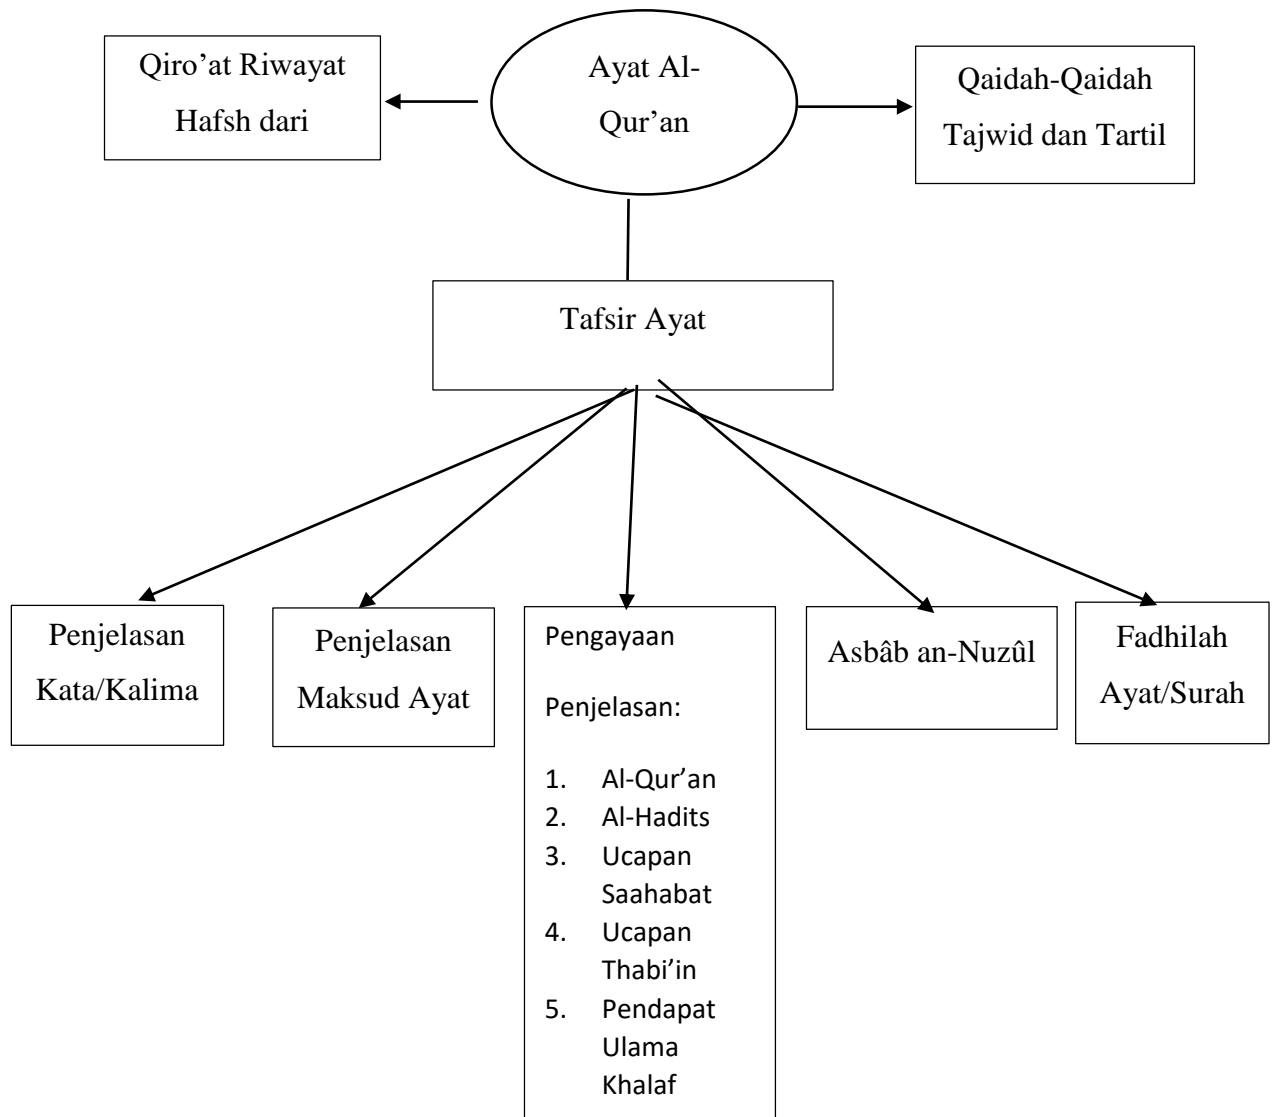 Qiro’at Riwayat
Hafsh dari
Ayat Al-
Qur’an
Qaidah-Qaidah
Tajwid dan Tartil
Tafsir Ayat
Penjelasan
Kata/Kalima
Penjelasan
Maksud Ayat
Pengayaan
Penjelasan:
1. Al-Qur’an
2. Al-Hadits
3. Ucapan
Saahabat
4. Ucapan
Thabi’in
5. Pendapat
Ulama
Khalaf
Asbâb an-Nuzûl
Fadhilah
Ayat/Surah